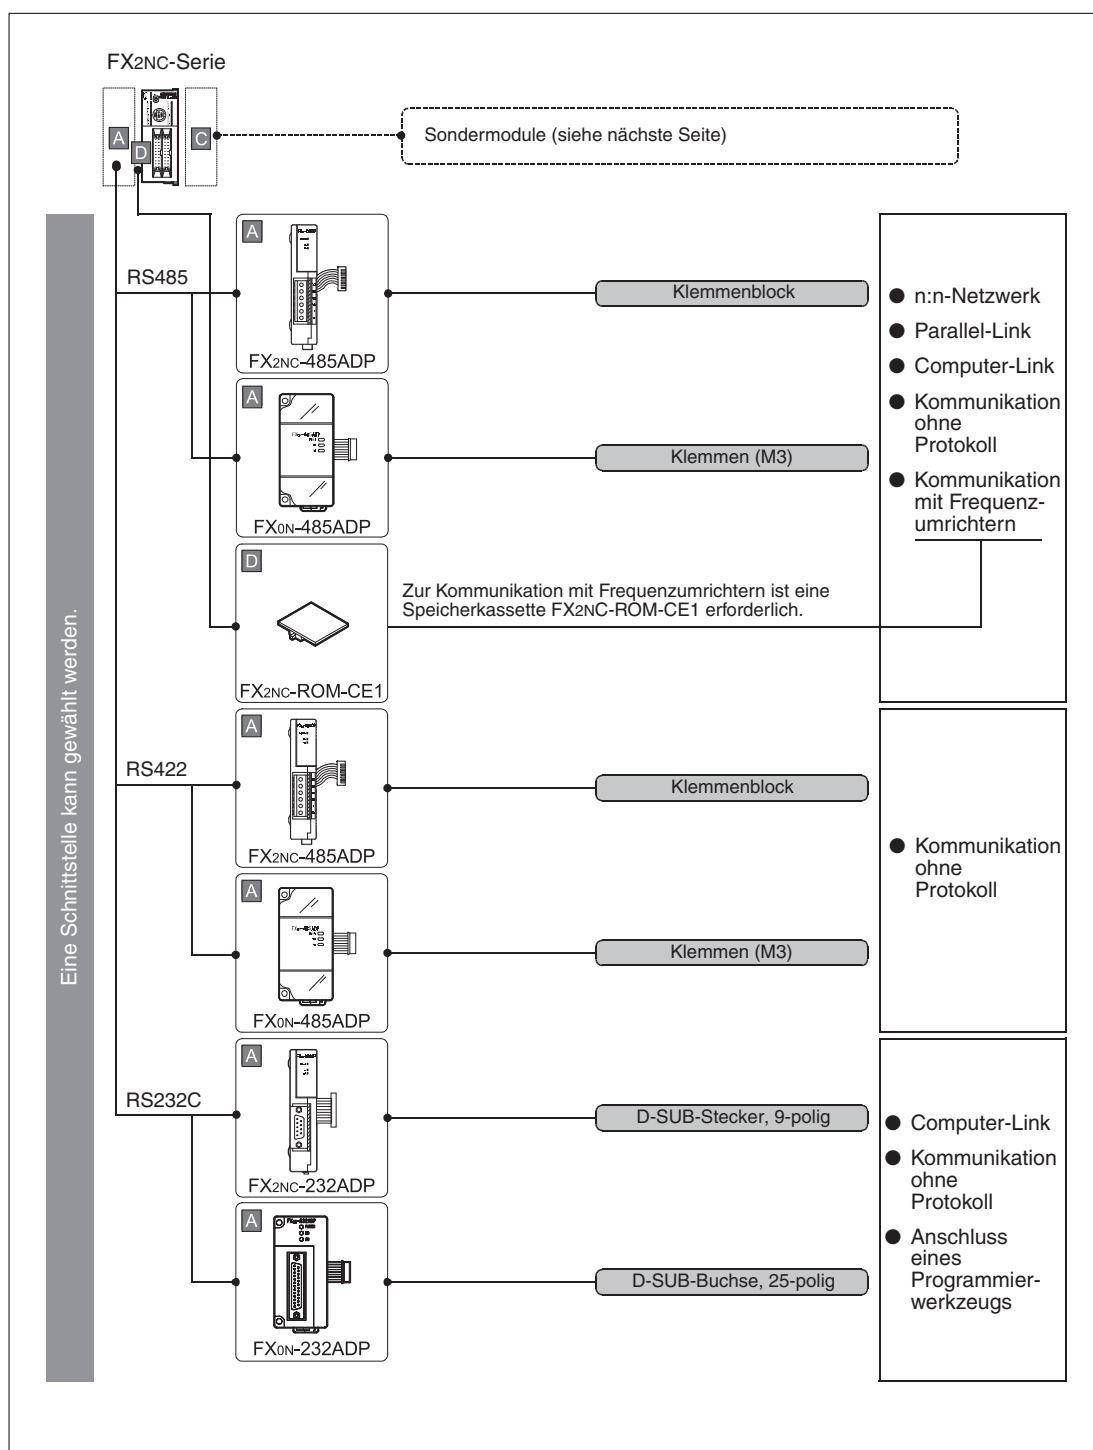 FX2NC-Serie
A
D
C
Sondermodule (siehe nächste Seite)
Eine Schnittstelle kann gewählt werden.
RS485
A
FX2NC-485ADP
Klemmenblock
A
FX0N-485ADP
Klemmen (M3)
D
FX2NC-ROM-CE1
Zur Kommunikation mit Frequenzumrichtern ist eine
Speicherkassette FX2NC-ROM-CE1 erforderlich.
● n:n-Netzwerk
● Parallel-Link
● Computer-Link
● Kommunikation
ohne
Protokoll
● Kommunikation
mit Frequenz-
umrichtern
RS422
A
FX2NC-485ADP
Klemmenblock
A
FX0N-485ADP
Klemmen (M3)
● Kommunikation
ohne
Protokoll
RS232C
A
FX2NC-232ADP
D-SUB-Stecker, 9-polig
A
FX0N-232ADP
D-SUB-Buchse, 25-polig
● Computer-Link
● Kommunikation
ohne
Protokoll
● Anschluss
eines
Programmier-
werkzeugs